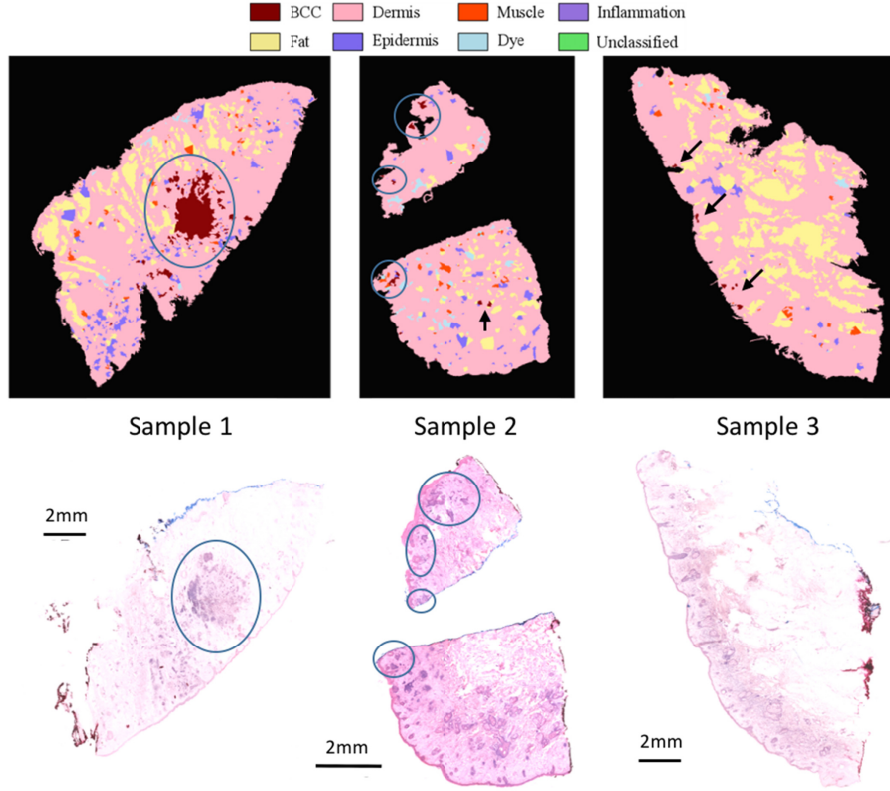 BCC Dermis Muscle Inflammation
Fat Epidermis Dye Unclassified
Sample 1 Sample 2 Sample 3
2mm
2mm
2mm